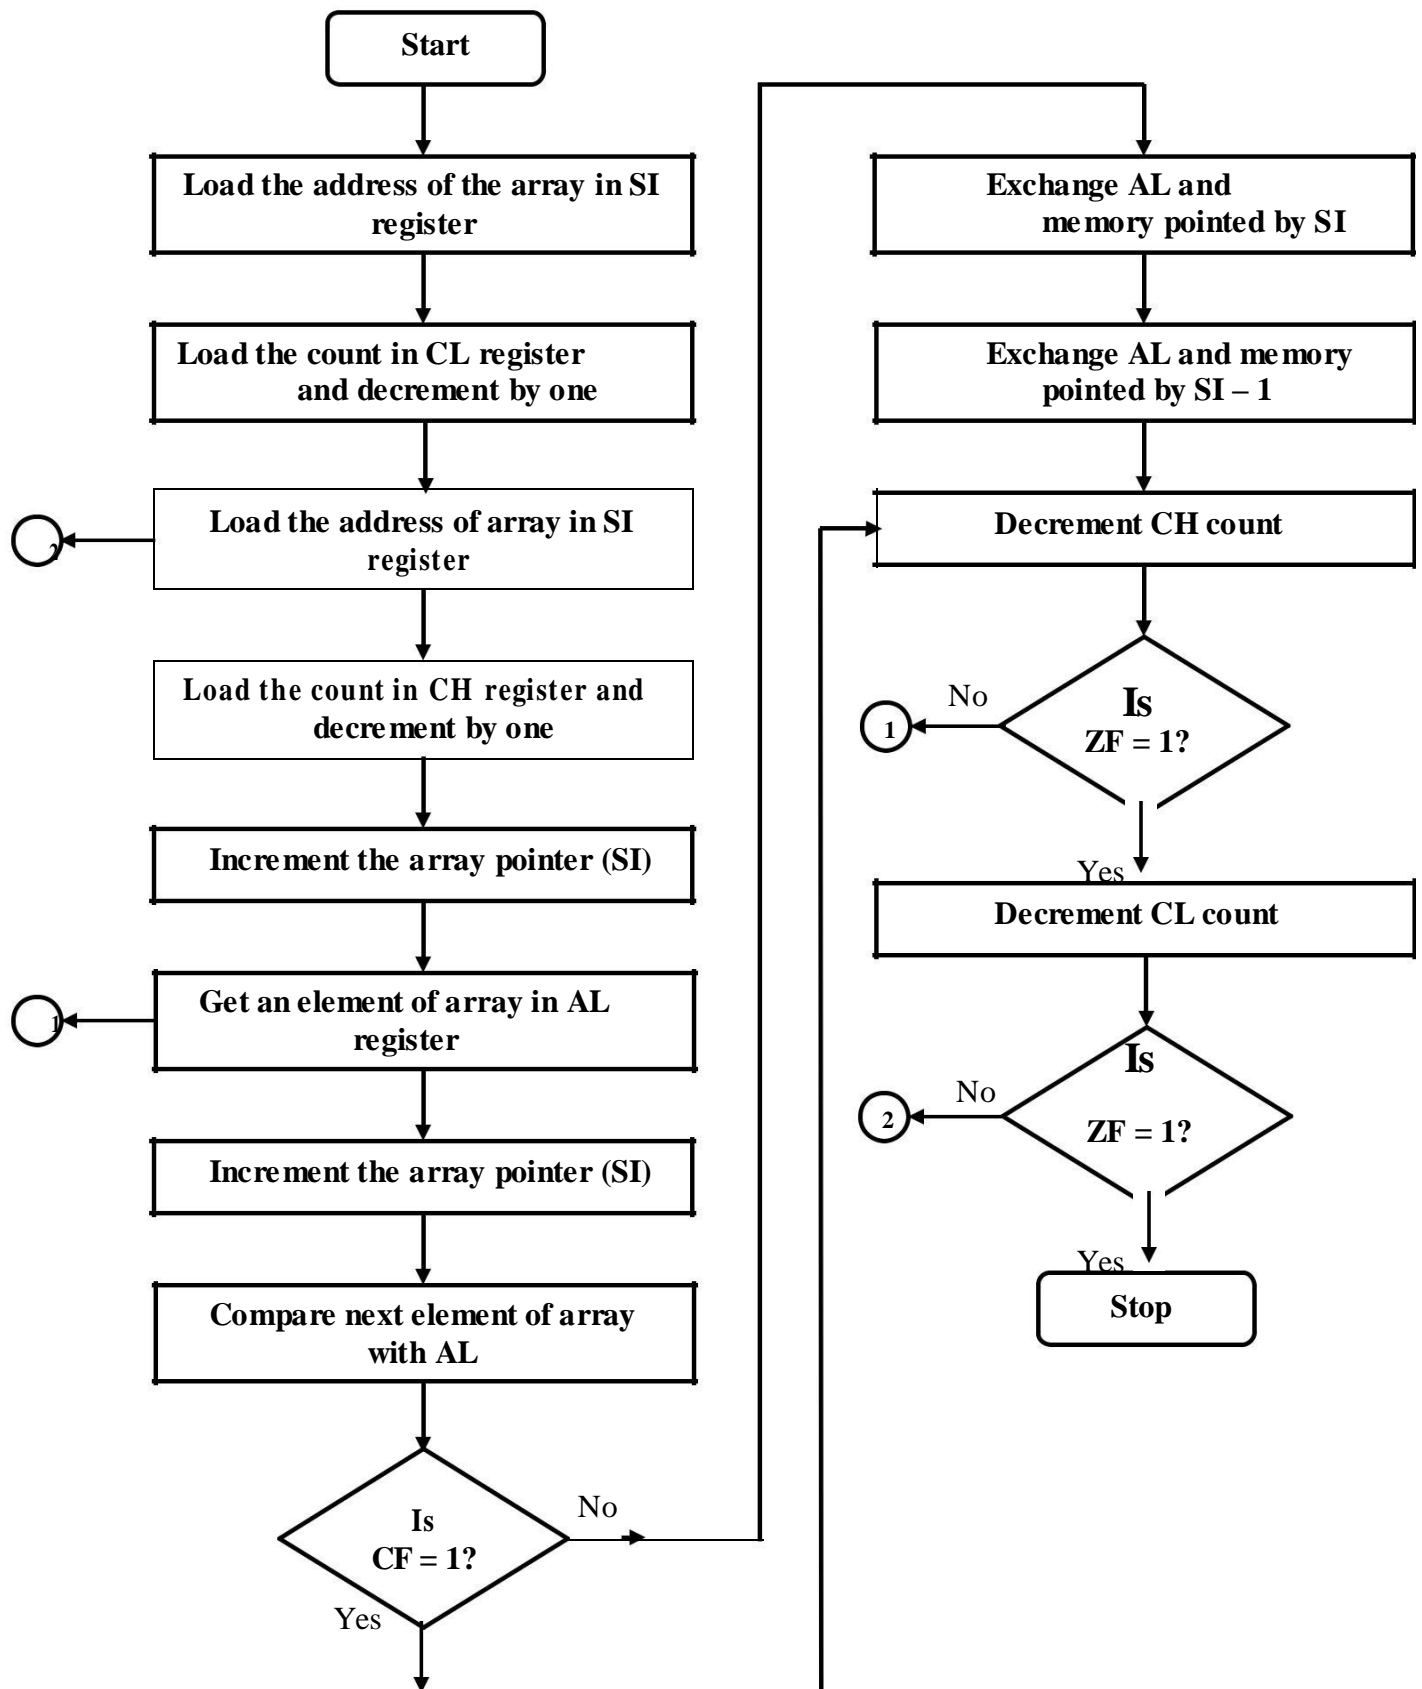 Start
Load the address of the array in SI
register
Load the count in CL register
and decrement by one
Load the address of array in SI
register
2
Load the count in CH register and
decrement by one
Increment the array pointer (SI)
Get an element of array in AL
register
1
Increment the array pointer (SI)
Compare next element of array
with AL
Is
CF = 1?
No
Yes
Exchange AL and
memory pointed by SI
Exchange AL and memory
pointed by SI – 1
Decrement CH count
Is
ZF = 1?
No
1
Yes
Decrement CL count
Is
ZF = 1?
No
2
Yes
Stop